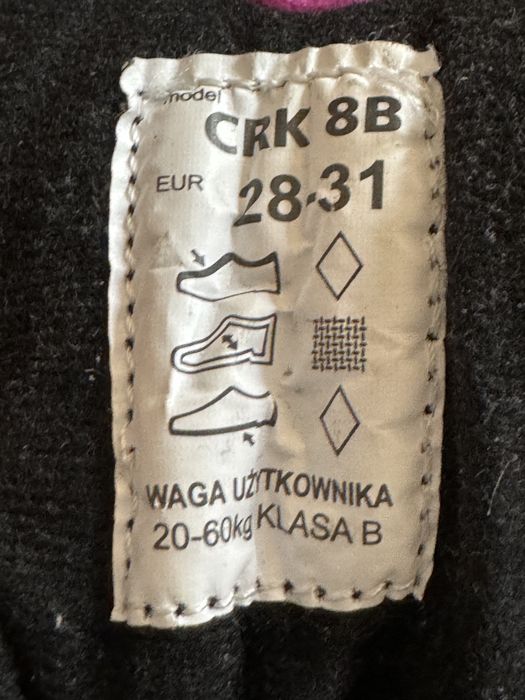 model
CRK 8B
EUR 28-31
WAGA UŻYTKOWNIKA
20-60kg KLASA B